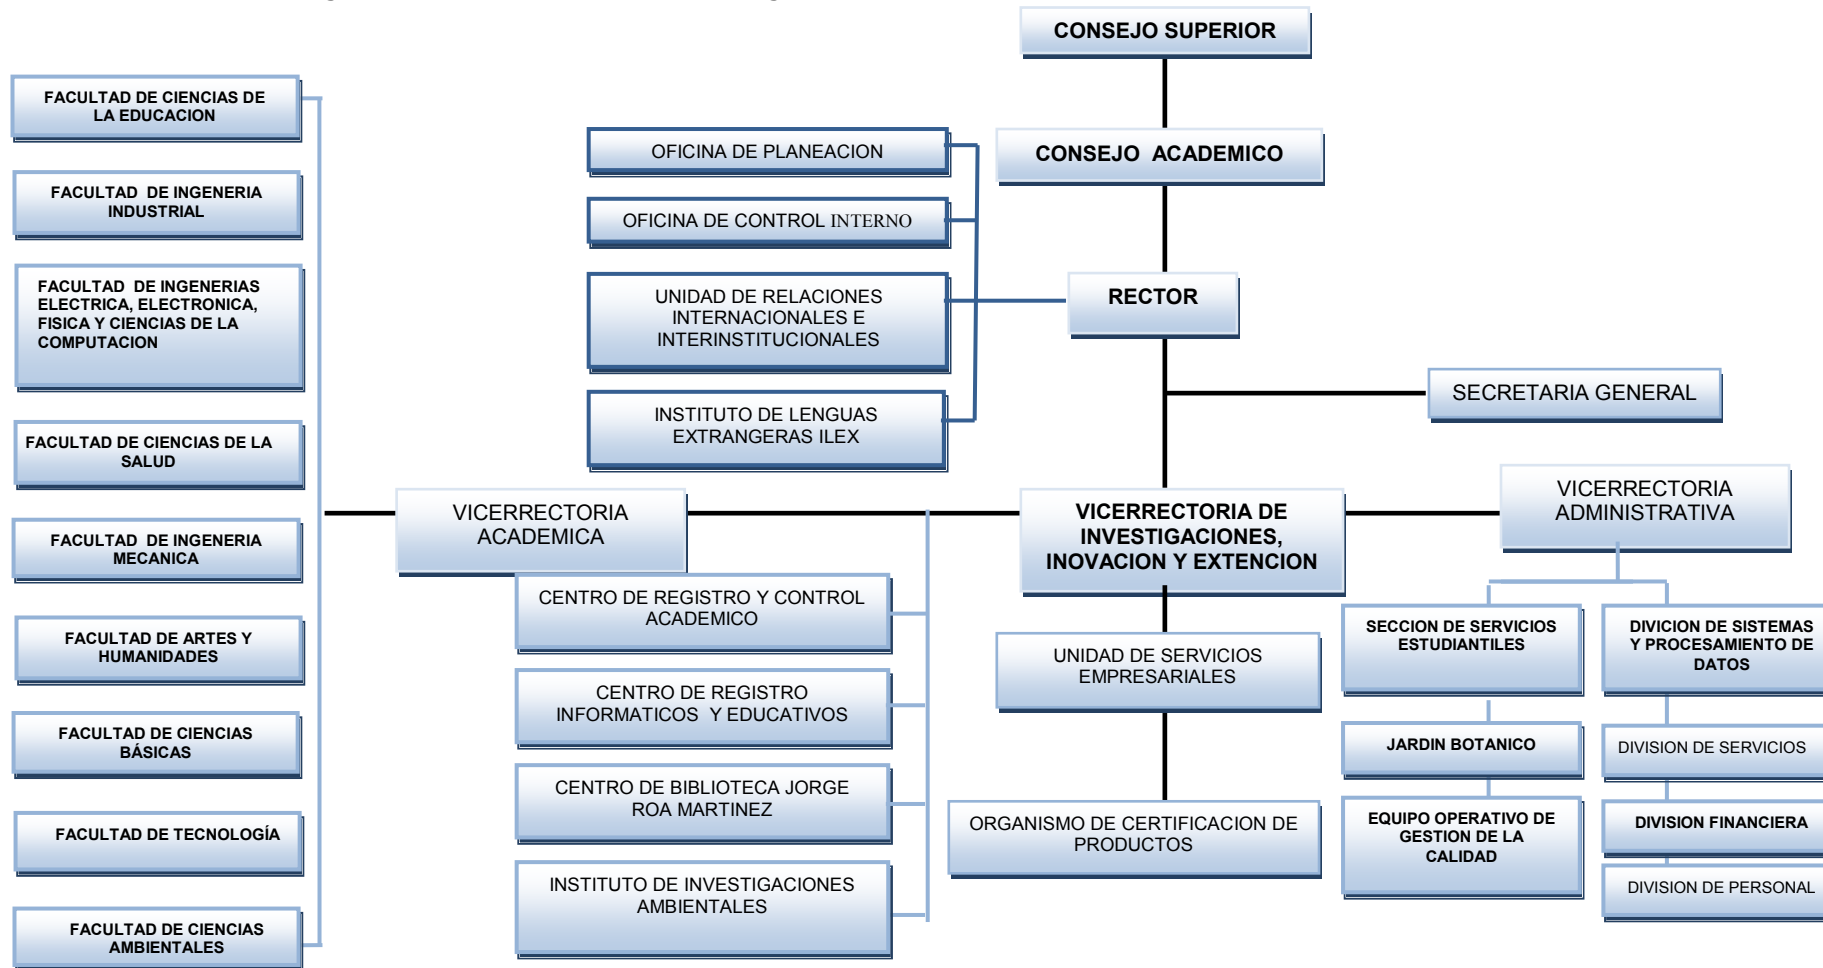 CONSEJO SUPERIOR
CONSEJO ACADEMICO
RECTOR
OFICINA DE PLANEACION
OFICINA DE CONTROL INTERNO
UNIDAD DE RELACIONES
INTERNACIONALES E
INTERINSTITUCIONALES
INSTITUTO DE LENGUAS
EXTRANGERAS ILEX
SECRETARIA GENERAL
FACULTAD DE CIENCIAS DE
LA EDUCACION
FACULTAD DE INGENERIA
INDUSTRIAL
FACULTAD DE INGENERIAS
ELECTRICA, ELECTRONICA,
FISICA Y CIENCIAS DE LA
COMPUTACION
FACULTAD DE CIENCIAS DE LA
SALUD
FACULTAD DE INGENERIA
MECANICA
FACULTAD DE ARTES Y
HUMANIDADES
FACULTAD DE CIENCIAS
BÁSICAS
FACULTAD DE TECNOLOGÍA
FACULTAD DE CIENCIAS
AMBIENTALES
VICERRECTORIA
ACADEMICA
CENTRO DE REGISTRO Y CONTROL
ACADEMICO
CENTRO DE REGISTRO
INFORMATICOS Y EDUCATIVOS
CENTRO DE BIBLIOTECA JORGE
ROA MARTINEZ
INSTITUTO DE INVESTIGACIONES
AMBIENTALES
VICERRECTORIA DE
INVESTIGACIONES,
INOVACION Y EXTENCION
UNIDAD DE SERVICIOS
EMPRESARIALES
ORGANISMO DE CERTIFICACION DE
PRODUCTOS
VICERRECTORIA
ADMINISTRATIVA
SECCION DE SERVICIOS
ESTUDIANTILES
JARDIN BOTANICO
EQUIPO OPERATIVO DE
GESTION DE LA
CALIDAD
DIVICION DE SISTEMAS
Y PROCESAMIENTO DE
DATOS
DIVISION DE SERVICIOS
DIVISION FINANCIERA
DIVISION DE PERSONAL